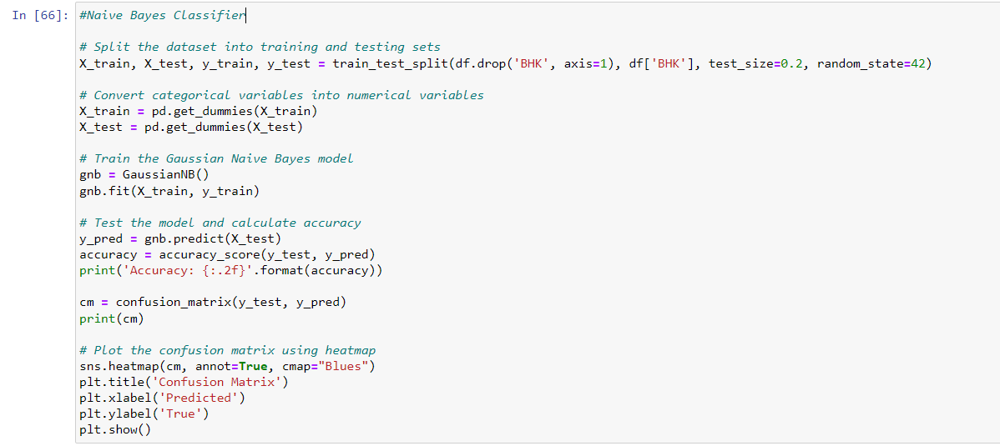 In [66]: #Naive Bayes Classifier
# Split the dataset into training and testing sets
X_train, X_test, y_train, y_test = train_test_split(df.drop('BHK', axis=1), df['BHK'], test_size=0.2, random_state=42)
# Convert categorical variables into numerical variables
X_train = pd.get_dummies(X_train)
X_test = pd.get_dummies(X_test)
# Train the Gaussian Naive Bayes model
gnb = GaussianNB()
gnb.fit(X_train, y_train)
# Test the model and calculate accuracy
y_pred = gnb.predict(X_test)
accuracy = accuracy_score(y_test, y_pred)
print('Accuracy: {:.2f}'.format(accuracy))
cm = confusion_matrix(y_test, y_pred)
print(cm)
# Plot the confusion matrix using heatmap
sns.heatmap(cm, annot=True, cmap="Blues")
plt.title('Confusion Matrix')
plt.xlabel('Predicted')
plt.ylabel('True')
plt.show()